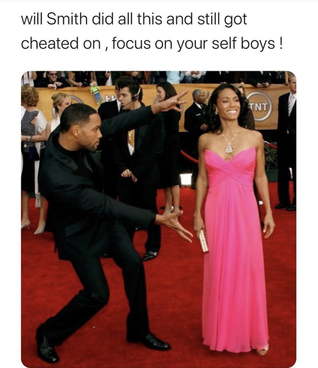 will Smith did all this and still got
cheated on , focus on your self boys !
TNT